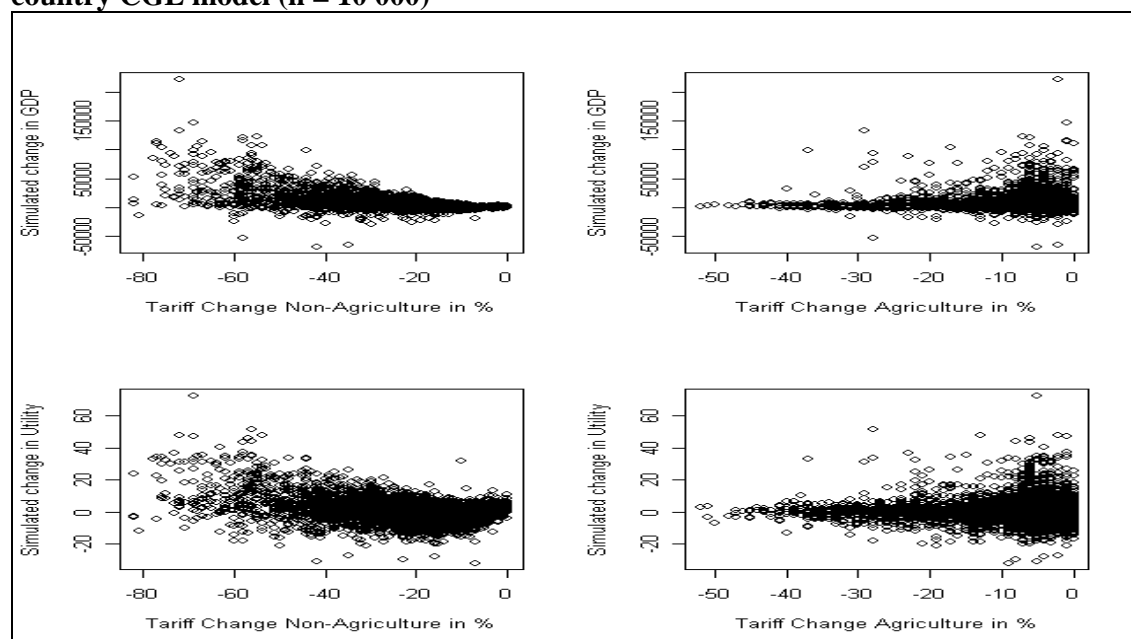 country CGE model (n = 10 000)
Simulated change in GDP
-50000 50000 150000
-80 -60 -40 -20 0
Tariff Change Non-Agriculture in %
Simulated change in GDP
-50000 50000 150000
-50 -40 -30 -20 -10 0
Tariff Change Agriculture in %
Simulated change in Utility
-20 0 20 40 60
-80 -60 -40 -20 0
Tariff Change Non-Agriculture in %
Simulated change in Utility
-20 0 20 40 60
-50 -40 -30 -20 -10 0
Tariff Change Agriculture in %